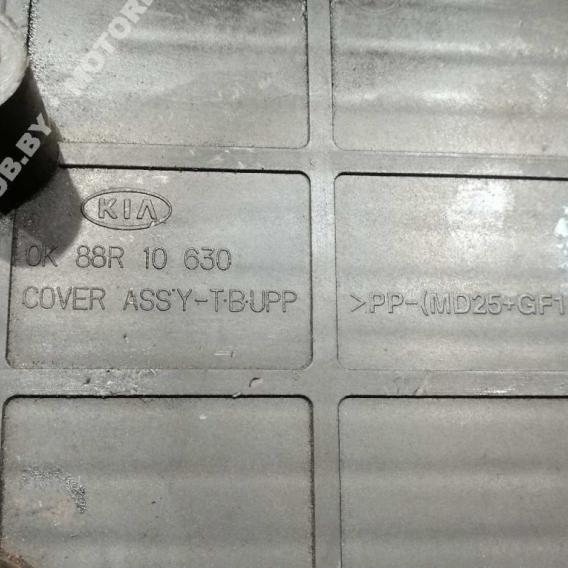 KIA
0K 88R 10 630
COVER ASS'Y-T·B·UPP
>PP-(MD25+GF1